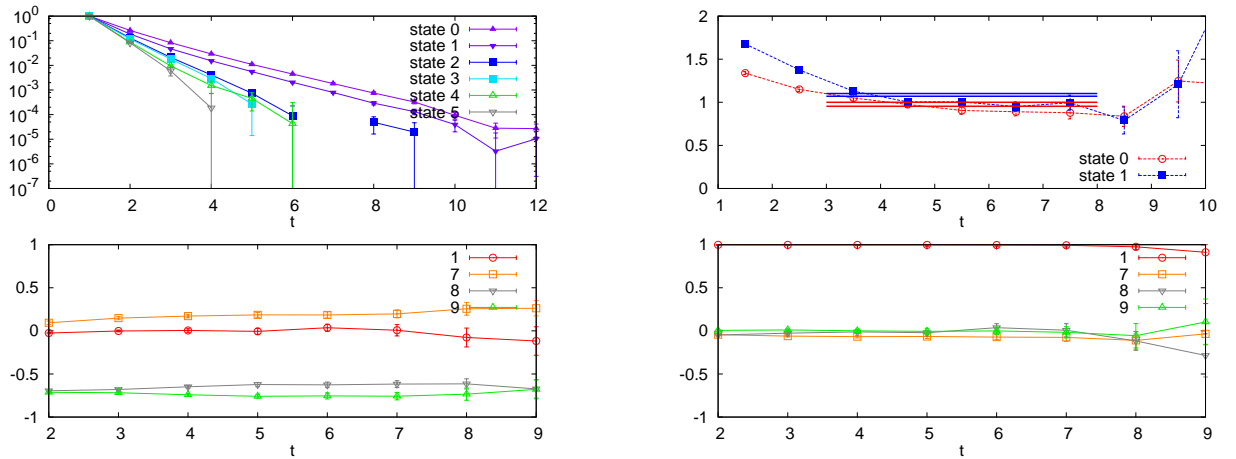 10^0
10^-1
10^-2
10^-3
10^-4
10^-5
10^-6
10^-7
0 2 4 6 8 10 12
t
state 0
state 1
state 2
state 3
state 4
state 5
2
1.5
1
0.5
0
1 2 3 4 5 6 7 8 9 10
t
state 0
state 1
1
0.5
0
-0.5
-1
2 3 4 5 6 7 8 9
t
1
7
8
9
1
0.5
0
-0.5
-1
2 3 4 5 6 7 8 9
t
1
7
8
9